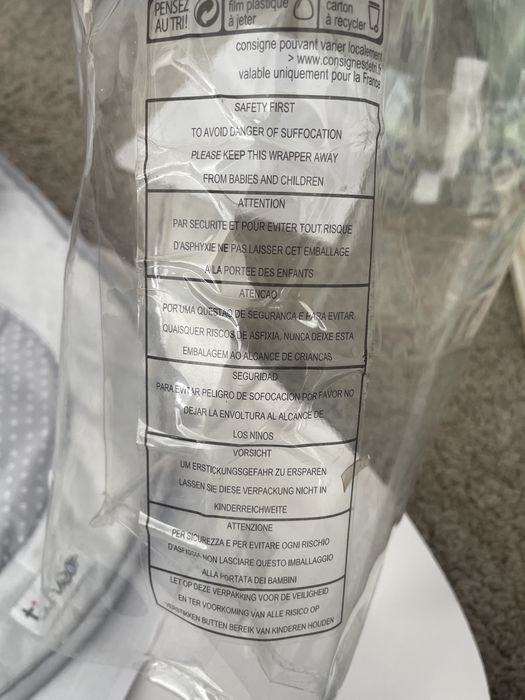 PENSEZ
AU TRI!
film plastique
à jeter
carton
à recycler
consigne pouvant varier localement
> www.consignesdetri.fr
valable uniquement pour la France
SAFETY FIRST
TO AVOID DANGER OF SUFFOCATION
PLEASE KEEP THIS WRAPPER AWAY
FROM BABIES AND CHILDREN
ATTENTION
PAR SECURITE ET POUR EVITER TOUT RISQUE
D'ASPHYXIE NE PAS LAISSER CET EMBALLAGE
A LA PORTEE DES ENFANTS
ATENCAO
POR UMA QUESTAO DE SEGURANCA E PARA EVITAR
QUAISQUER RISCOS DE ASFIXIA, NUNCA DEIXE ESTA
EMBALAGEM AO ALCANCE DE CRIANCAS
SEGURIDAD
PARA EVITAR PELIGRO DE SOFOCACION POR FAVOR NO
DEJAR LA ENVOLTURA AL ALCANCE DE
LOS NINOS
VORSICHT
UM ERSTICKUNGSGEFAHR ZU ERSPAREN
LASSEN SIE DIESE VERPACKUNG NICHT IN
KINDERREICHWEITE
ATTENZIONE
PER SICUREZZA E PER EVITARE OGNI RISCHIO
D'ASFISSIA NON LASCIARE QUESTO IMBALLAGGIO
ALLA PORTATA DEI BAMBINI
LET OP DEZE VERPAKKING VOOR DE VEILIGHEID
EN TER VOORKOMING VAN ALLE RISICO OP
VERSTIKKEN BUTTEN BEREIK VAN KINDEREN HOUDEN